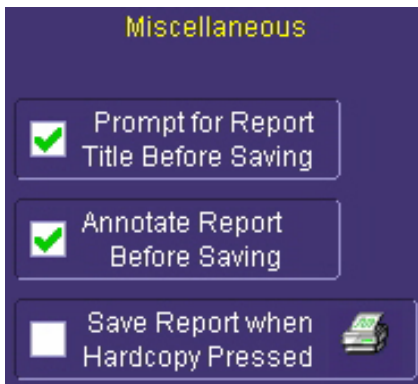 Miscellaneous
Prompt for Report
Title Before Saving
Annotate Report
Before Saving
Save Report when
Hardcopy Pressed